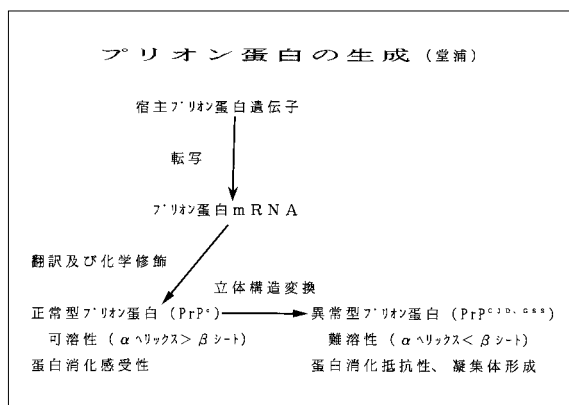 プリオン蛋白の生成(堂浦)
宿主プリオン蛋白遺伝子
転写
プリオン蛋白mRNA
翻訳及び化学修飾
立体構造変換
正常型プリオン蛋白 (PrPᶜ)
異常型プリオン蛋白 (PrPᶜᴶᴰ、ᴳˢˢ)
可溶性 (αヘリックス>βシート)
難溶性 (αヘリックス<βシート)
蛋白消化感受性
蛋白消化抵抗性、凝集体形成